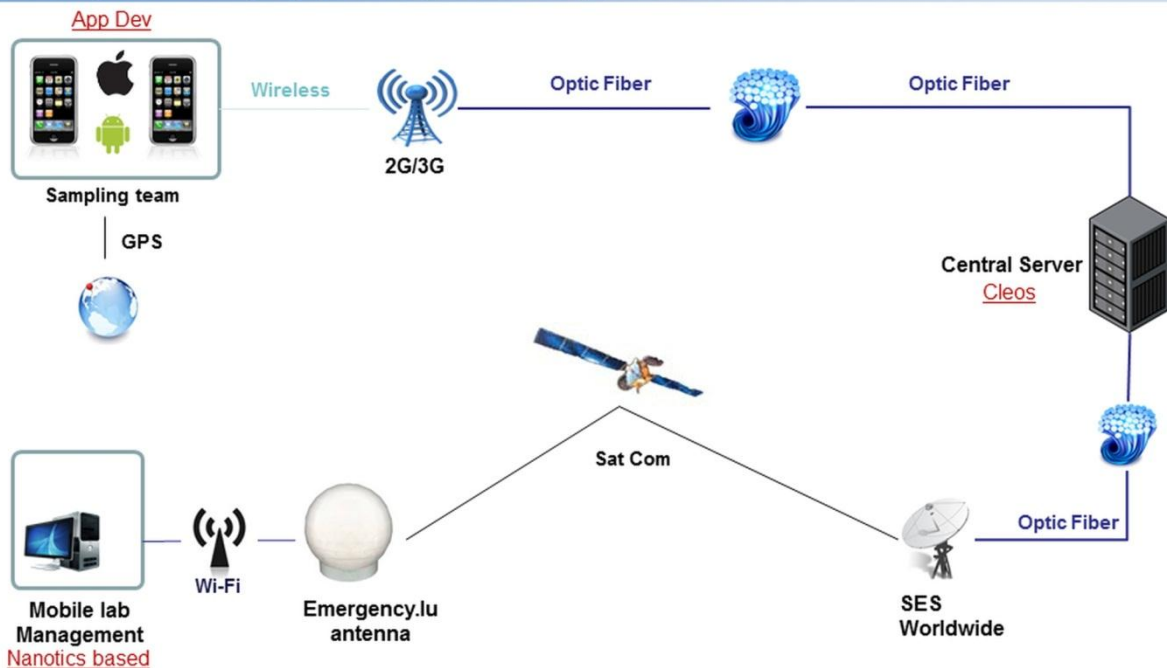 App Dev
Wireless
Optic Fiber
Optic Fiber
2G/3G
Sampling team
GPS
Central Server
Cleos
Sat Com
Optic Fiber
Wi-Fi
Mobile lab
Management
Nanotics based
Emergency.lu
antenna
SES
Worldwide